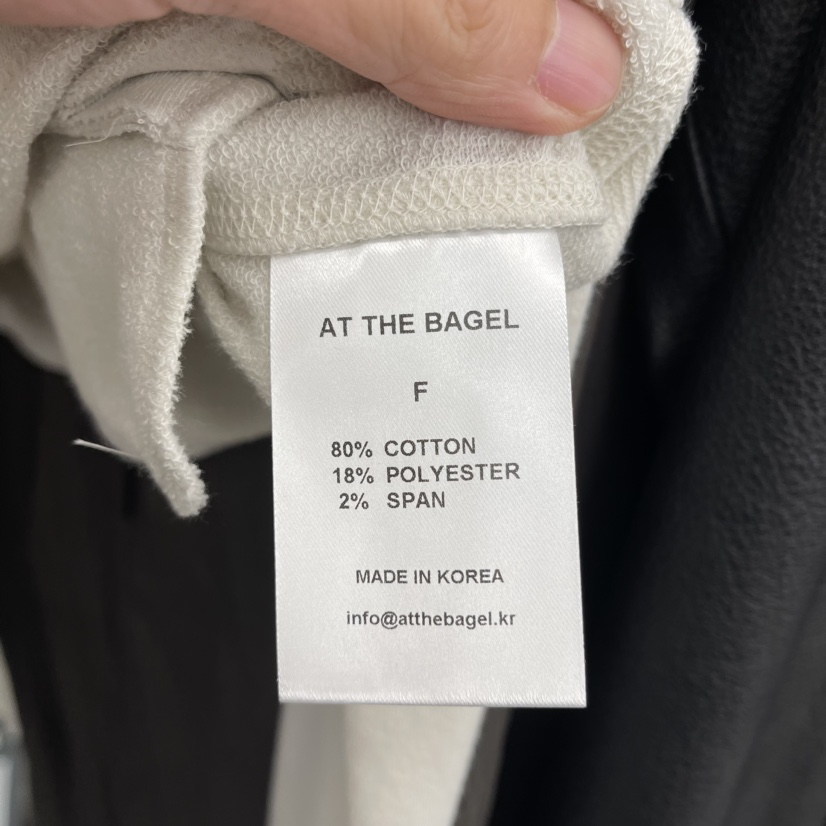 AT THE BAGEL
F
80% COTTON
18% POLYESTER
2% SPAN
MADE IN KOREA
info@atthebagel.kr